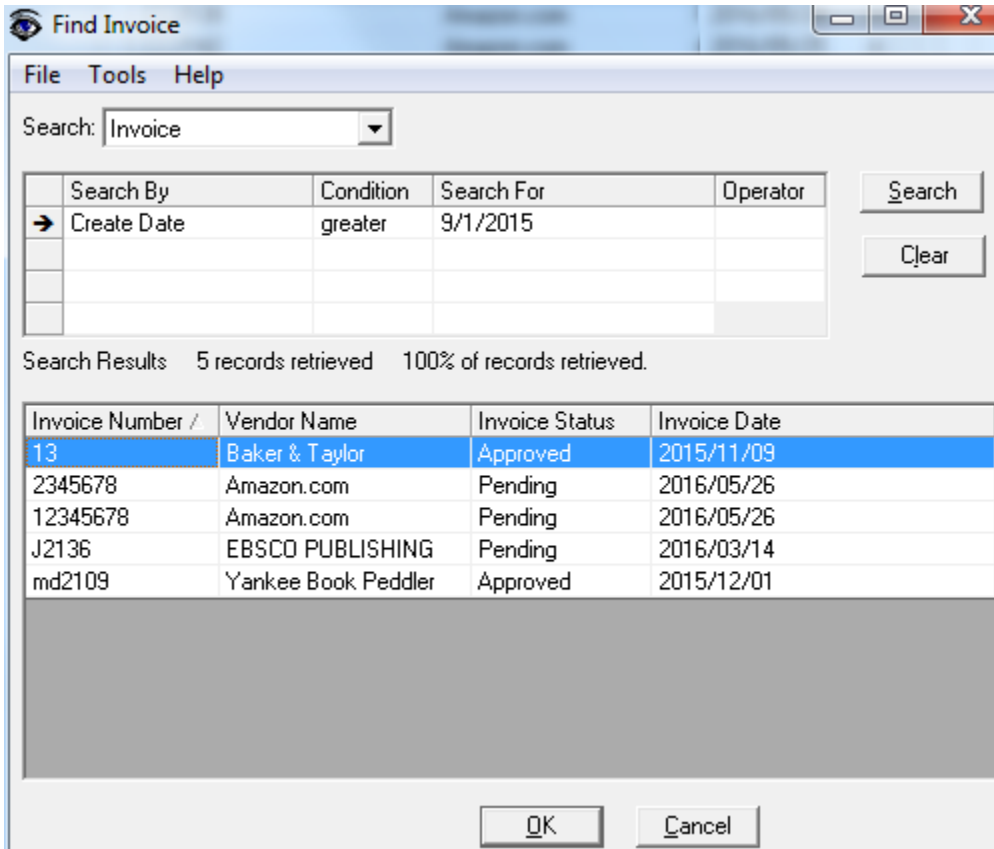 Find Invoice
File Tools Help
Search: Invoice
Search By Condition Search For Operator Search
Create Date greater 9/1/2015
Clear
Search Results 5 records retrieved 100% of records retrieved.
Invoice Number Vendor Name Invoice Status Invoice Date
13 Baker & Taylor Approved 2015/11/09
2345678 Amazon.com Pending 2016/05/26
12345678 Amazon.com Pending 2016/05/26
J2136 EBSCO PUBLISHING Pending 2016/03/14
md2109 Yankee Book Peddler Approved 2015/12/01
OK Cancel